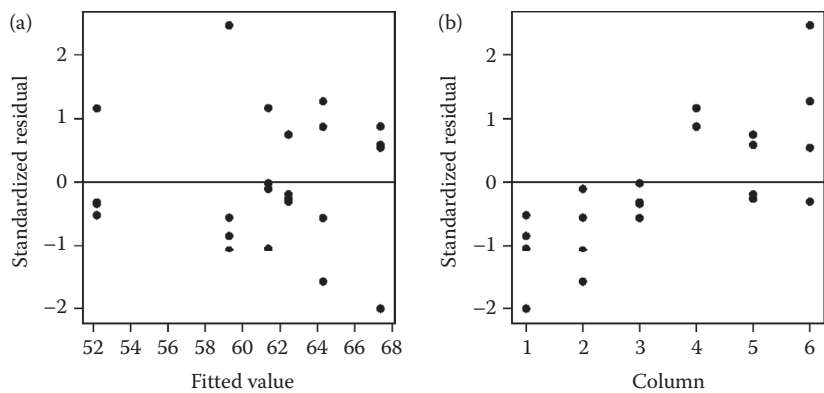 (a)
Standardized residual
2
1
0
−1
−2
52 54 56 58 60 62 64 66 68
Fitted value
(b)
Standardized residual
2
1
0
−1
−2
1 2 3 4 5 6
Column